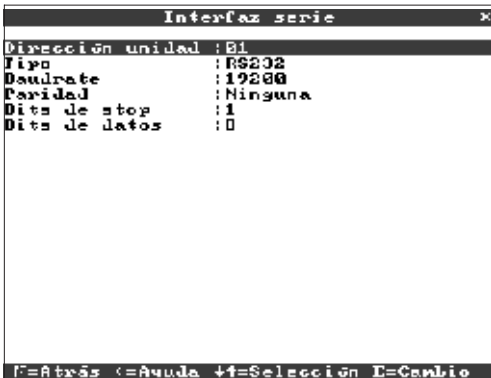 Interfaz serie x
Dirección unidad :01
Tipo :RS232
Baudrate :19200
Paridad :Ninguna
Bits de stop :1
Bits de datos :8
=Atrás =Ayuda ↓↑=Selección E=Cambio